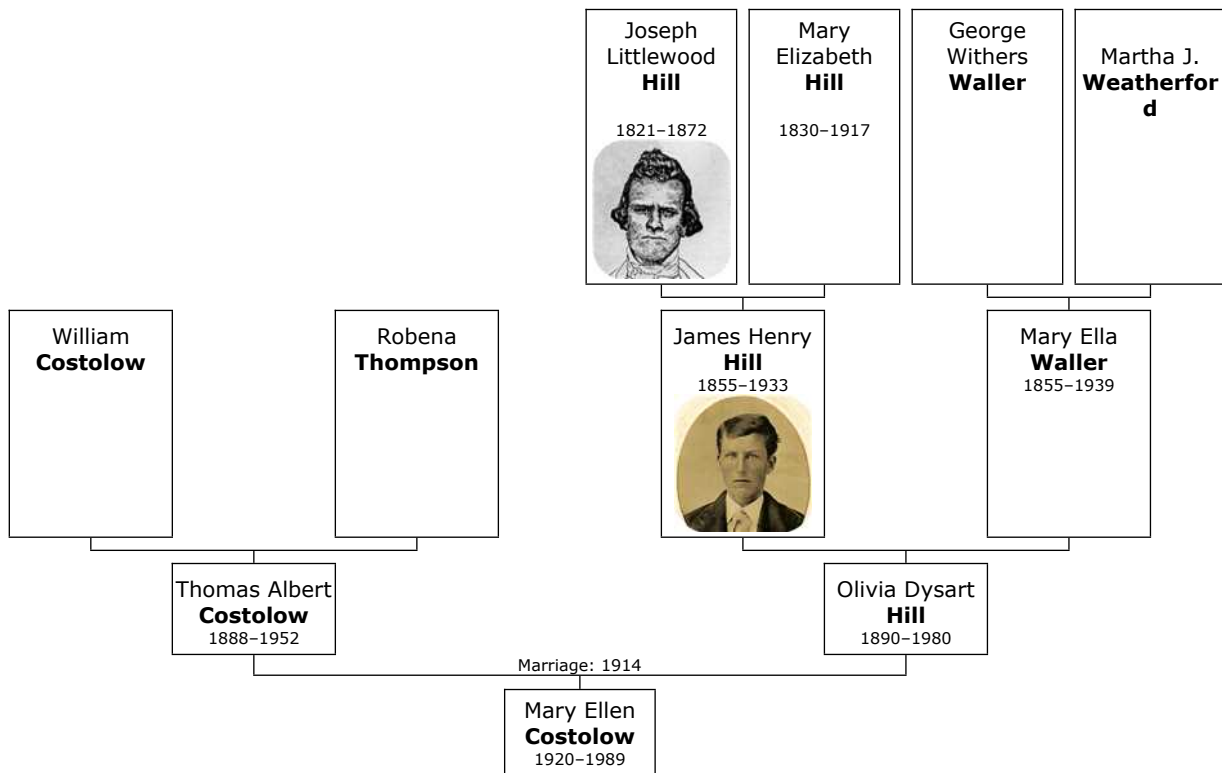 Joseph
Littlewood
Hill
1821–1872
Mary
Elizabeth
Hill
1830–1917
George
Withers
Waller
Martha J.
Weatherfor
d
William
Costolow
Robena
Thompson
James Henry
Hill
1855–1933
Mary Ella
Waller
1855–1939
Thomas Albert
Costolow
1888–1952
Olivia Dysart
Hill
1890–1980
Marriage: 1914
Mary Ellen
Costolow
1920–1989